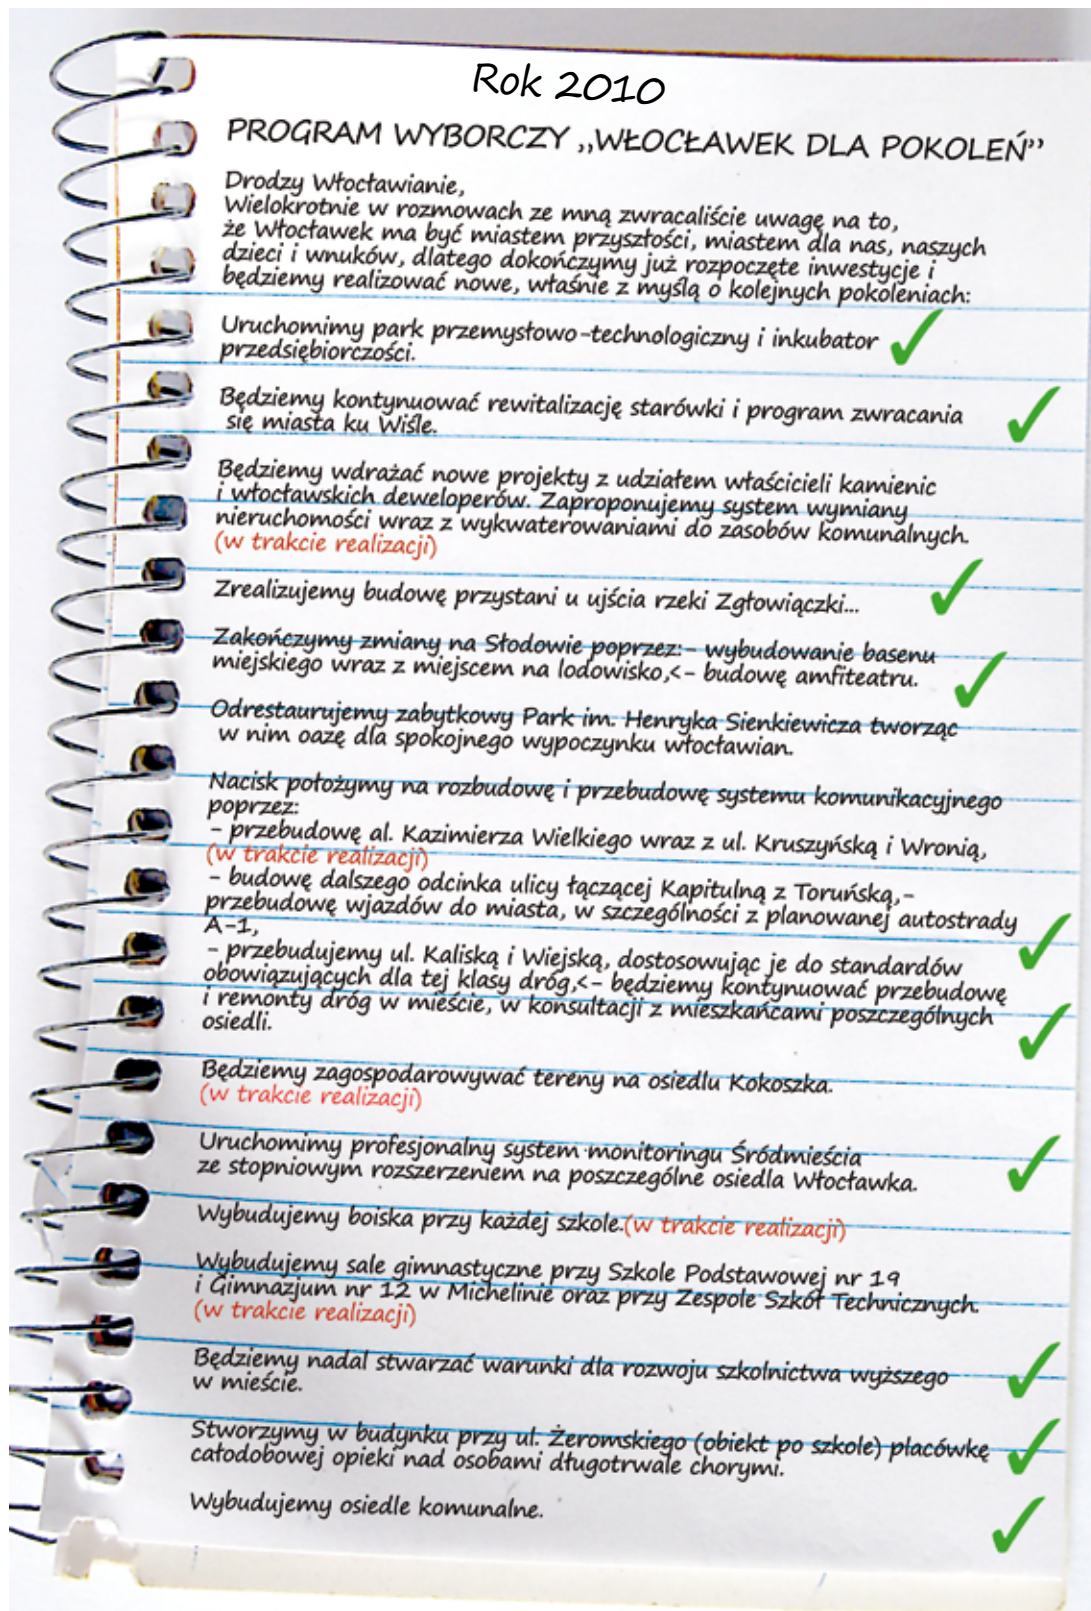 Rok 2010
PROGRAM WYBORCZY „WŁOCŁAWEK DLA POKOLEŃ”
Drodzy Włocławianie,
Wielokrotnie w rozmowach ze mną zwracaliście uwagę na to,
że Włocławek ma być miastem przyszłości, miastem dla nas, naszych
dzieci i wnuków, dlatego dokończymy już rozpoczęte inwestycje i
będziemy realizować nowe, właśnie z myślą o kolejnych pokoleniach:
Uruchomimy park przemysłowo-technologiczny i inkubator
przedsiębiorczości.
Będziemy kontynuować rewitalizację starówki i program zwracania
się miasta ku Wiśle.
Będziemy wdrażać nowe projekty z udziałem właścicieli kamienic
i włocławskich deweloperów. Zaproponujemy system wymiany
nieruchomości wraz z wykwaterowaniami do zasobów komunalnych.
(w trakcie realizacji)
Zrealizujemy budowę przystani u ujścia rzeki Zgłowiączki...
Zakończymy zmiany na Słodowie poprzez:- wybudowanie basenu
miejskiego wraz z miejscem na lodowisko,<- budowę amfiteatru.
Odrestaurujemy zabytkowy Park im. Henryka Sienkiewicza tworząc
w nim oazę dla spokojnego wypoczynku włocławian.
Nacisk położymy na rozbudowę i przebudowę systemu komunikacyjnego
poprzez:
- przebudowę al. Kazimierza Wielkiego wraz z ul. Kruszyńską i Wronią,
(w trakcie realizacji)
- budowę dalszego odcinka ulicy łączącej Kapitulną z Toruńską,-
przebudowę wjazdów do miasta, w szczególności z planowanej autostrady
A-1,
- przebudujemy ul. Kaliską i Wiejską, dostosowując je do standardów
obowiązujących dla tej klasy dróg,<- będziemy kontynuować przebudowę
i remonty dróg w mieście, w konsultacji z mieszkańcami poszczególnych
osiedli.
Będziemy zagospodarowywać tereny na osiedlu Kokoszka.
(w trakcie realizacji)
Uruchomimy profesjonalny system monitoringu Śródmieścia
ze stopniowym rozszerzeniem na poszczególne osiedla Włocławka.
Wybudujemy boiska przy każdej szkole.(w trakcie realizacji)
Wybudujemy sale gimnastyczne przy Szkole Podstawowej nr 19
i Gimnazjum nr 12 w Michelinie oraz przy Zespole Szkół Technicznych.
(w trakcie realizacji)
Będziemy nadal stwarzać warunki dla rozwoju szkolnictwa wyższego
w mieście.
Stworzymy w budynku przy ul. Żeromskiego (obiekt po szkole) placówkę
całodobowej opieki nad osobami długotrwale chorymi.
Wybudujemy osiedle komunalne.